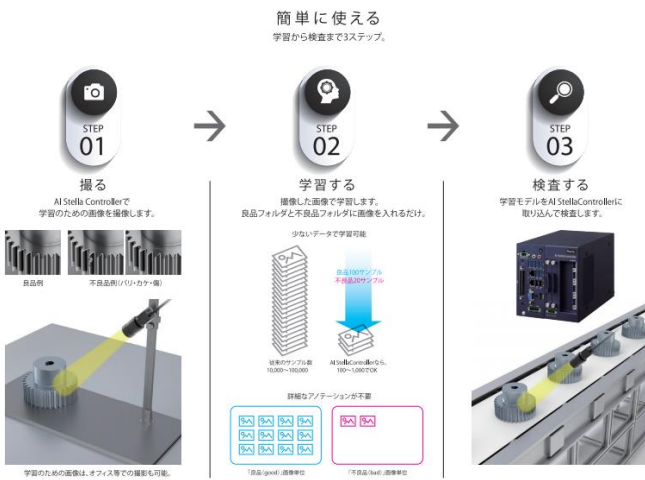 簡単に使える
学習から検査まで3ステップ。
STEP
01
撮る
AI Stella Controllerで
学習のための画像を撮像します。
良品例
不良品例(バリ・カケ・傷)
学習のための画像は、オフィス等での撮影も可能。
STEP
02
学習する
撮像した画像で学習します。
良品フォルダと不良品フォルダに画像を入れるだけ。
少ないデータで学習可能
良品100サンプル
不良品20サンプル
従来のサンプル数
10,000〜100,000
AI StellaControllerなら、
100〜1,000でOK
詳細なアノテーションが不要
「良品(good)」画像単位
「不良品(bad)」画像単位
STEP
03
検査する
学習モデルをAI StellaControllerに
取り込んで検査します。